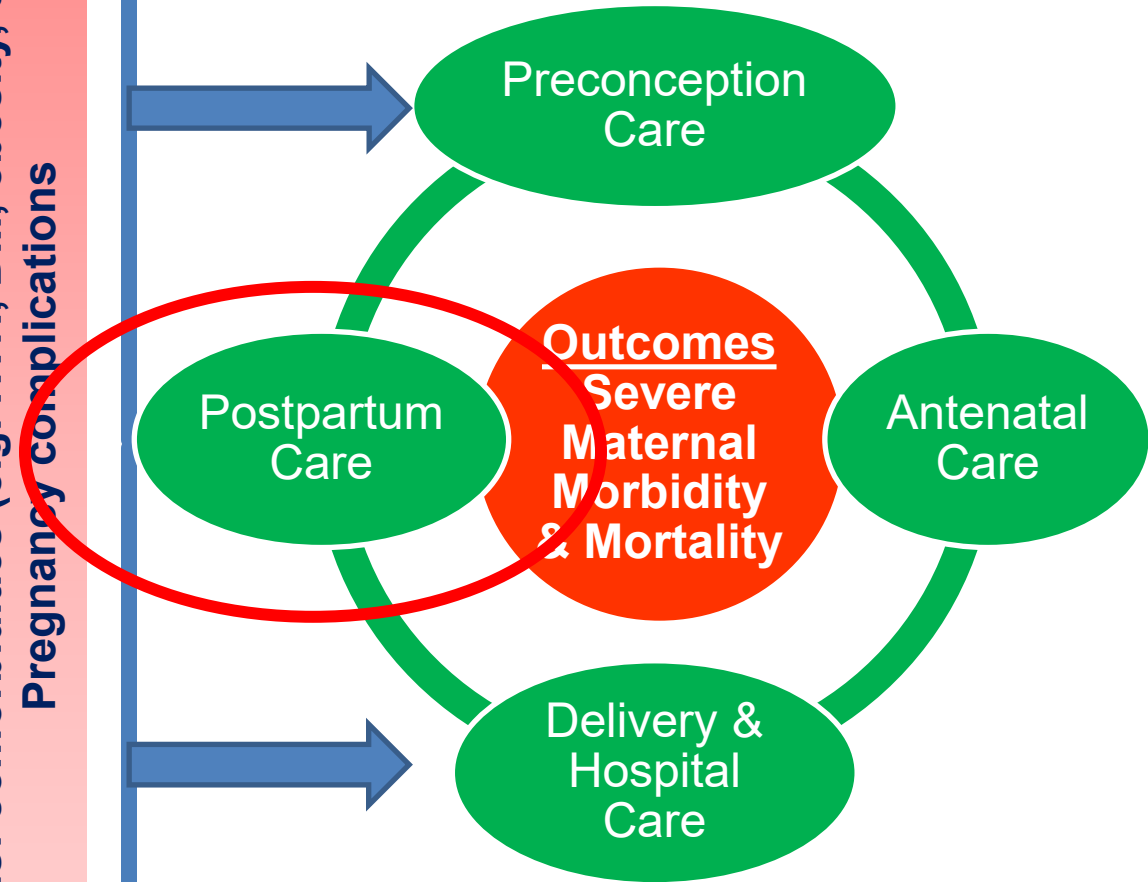 Pregnancy complications
Preconception
Care
Postpartum
Care
Outcomes
Severe
Maternal
Morbidity
& Mortality
Antenatal
Care
Delivery &
Hospital
Care